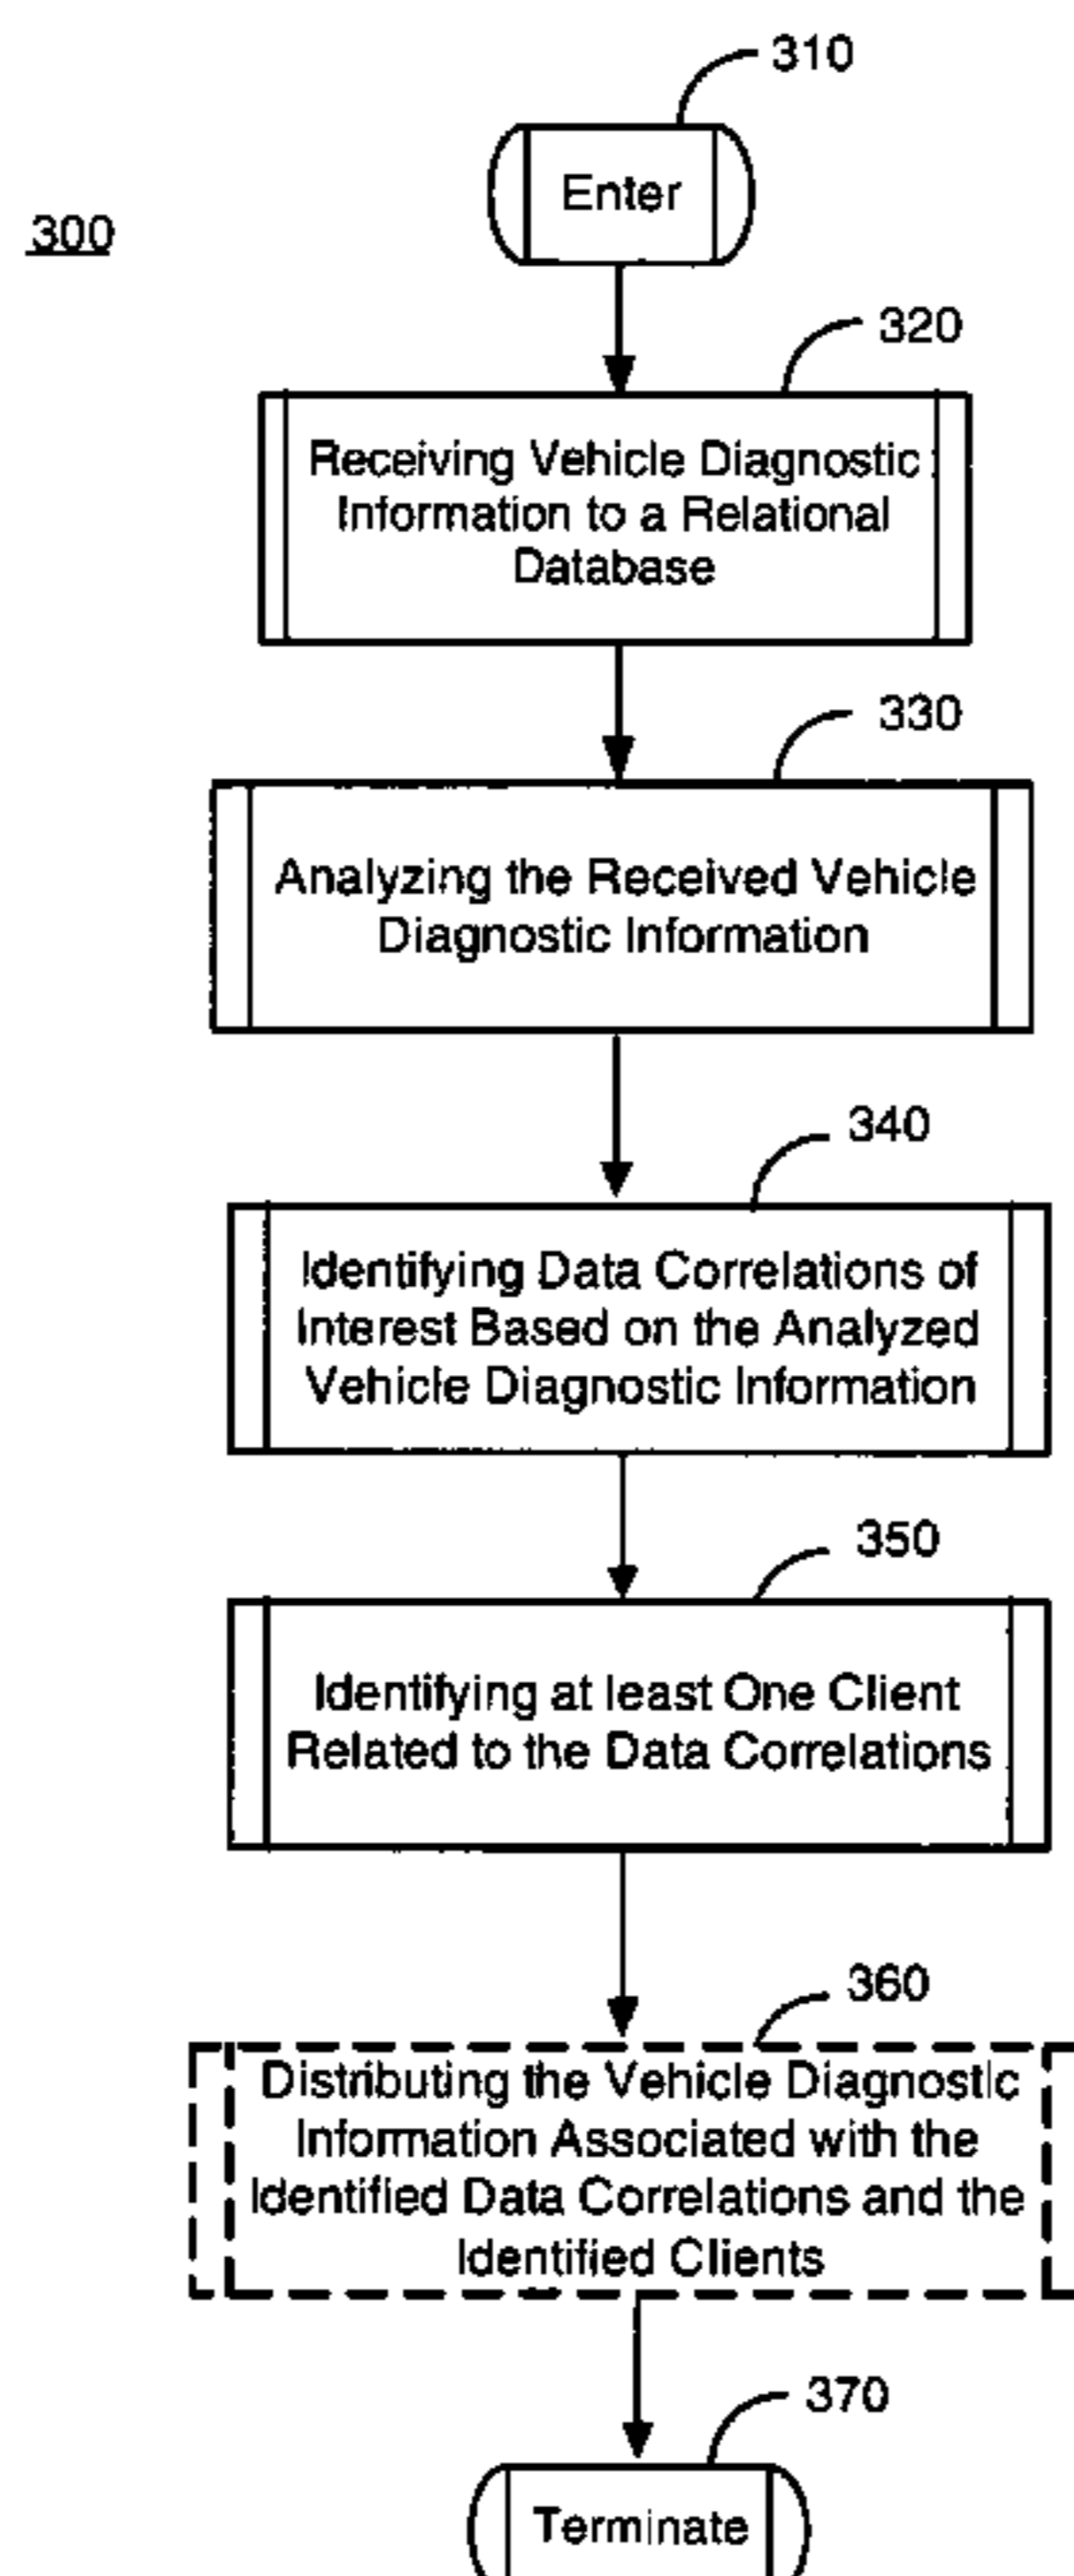 310
Enter
300
320
Receiving Vehicle Diagnostic
Information to a Relational
Database
330
Analyzing the Received Vehicle
Diagnostic Information
340
Identifying Data Correlations of
Interest Based on the Analyzed
Vehicle Diagnostic Information
350
Identifying at least One Client
Related to the Data Correlations
360
Distributing the Vehicle Diagnostic
Information Associated with the
Identified Data Correlations and the
Identified Clients
370
Terminate